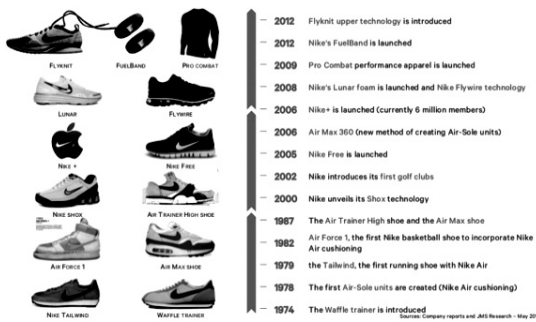 FLYKNIT
FUELBAND
PRO COMBAT
LUNAR
FLYWIRE
NIKE +
NIKE FREE
NIKE SHOX
AIR TRAINER HIGH SHOE
AIR FORCE 1
AIR MAX SHOE
NIKE TAILWIND
WAFFLE TRAINER
2012 Flyknit upper technology is introduced
2012 Nike's FuelBand is launched
2009 Pro Combat performance apparel is launched
2008 Nike's Lunar foam is launched and Nike Flywire technology
2006 Nike+ is launched (currently 6 million members)
2006 Air Max 360 (new method of creating Air-Sole units)
2005 Nike Free is launched
2002 Nike introduces its first golf clubs
2000 Nike unveils its Shox technology
1987 The Air Trainer High shoe and the Air Max shoe
1982 Air Force 1, the first Nike basketball shoe to incorporate Nike
Air cushioning
1979 the Tailwind, the first running shoe with Nike Air
1978 The first Air-Sole units are created (Nike Air cushioning)
1974 The Waffle trainer is introduced
Sources: Company reports and JMS Research – May 20